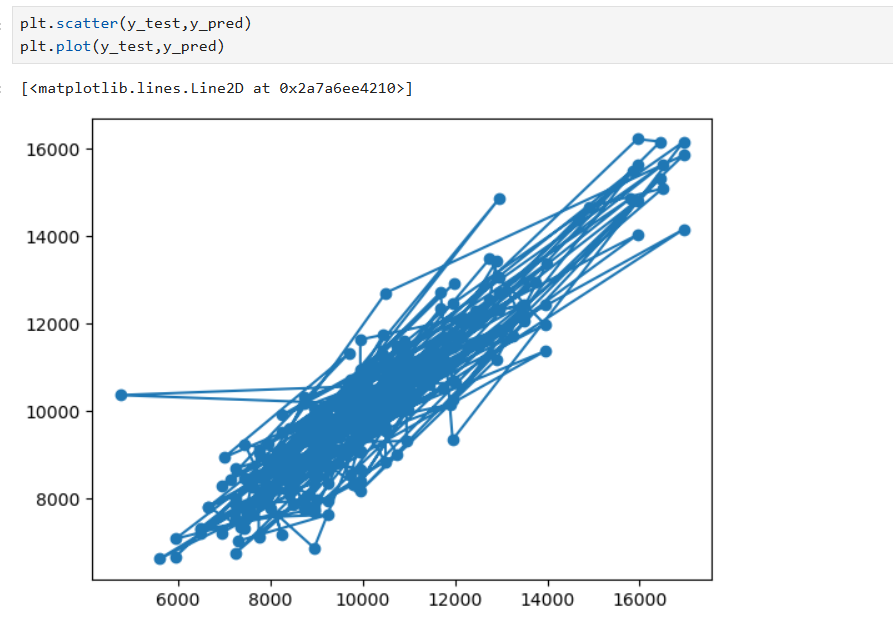 plt.scatter(y_test,y_pred)
plt.plot(y_test,y_pred)
[<matplotlib.lines.Line2D at 0x2a7a6ee4210>]
16000
14000
12000
10000
8000
6000 8000 10000 12000 14000 16000